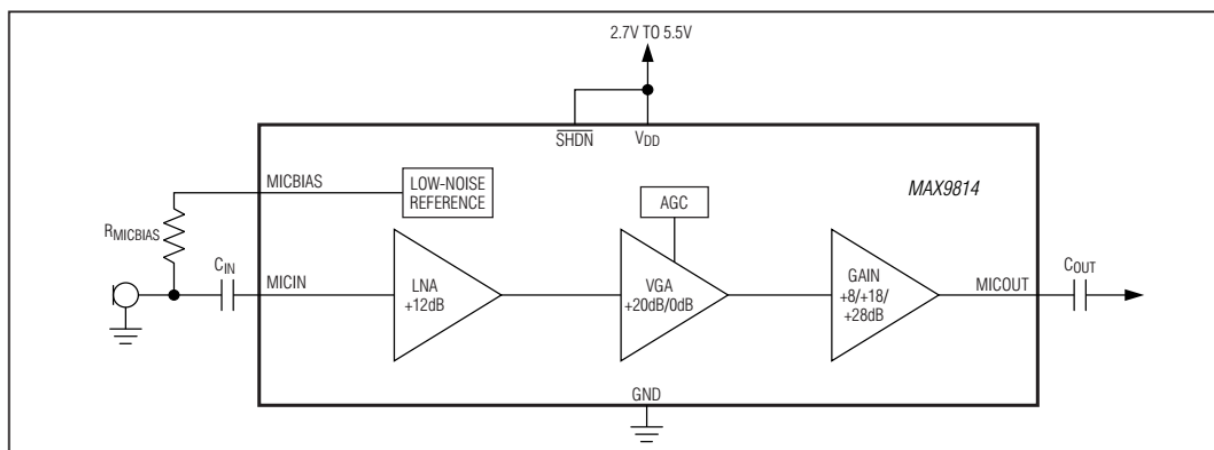 2.7V TO 5.5V
SHDN
VDD
MICBIAS
LOW-NOISE
REFERENCE
MAX9814
AGC
RMICBIAS
CIN
MICIN
LNA
+12dB
VGA
+20dB/0dB
GAIN
+8/+18/
+28dB
MICOUT
COUT
GND